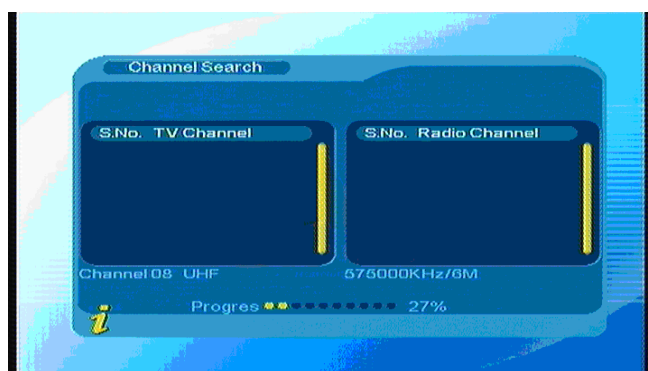 Channel Search
S.No. TV Channel
S.No. Radio Channel
Channel 08 UHF
575000KHz/6M
Progres 27%